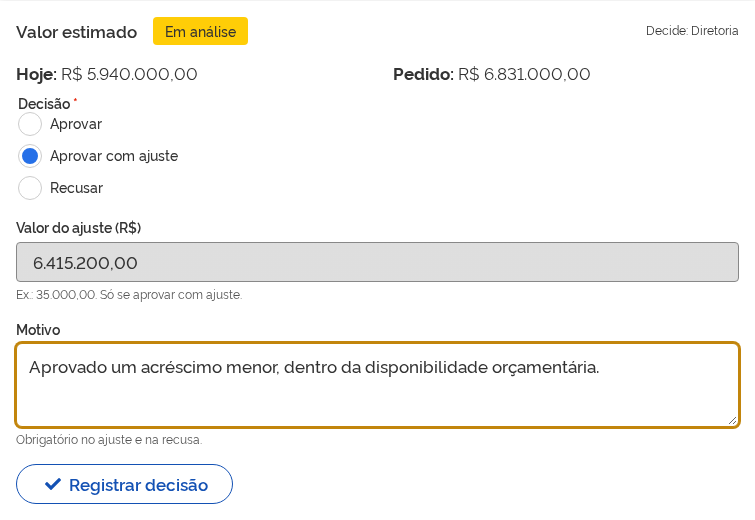 Valor estimado Em análise Decide: Diretoria
Hoje: R$ 5.940.000,00 Pedido: R$ 6.831.000,00
Decisão *
Aprovar
Aprovar com ajuste
Recusar
Valor do ajuste (R$)
6.415.200,00
Ex.: 35.000,00. Só se aprovar com ajuste.
Motivo
Aprovado um acréscimo menor, dentro da disponibilidade orçamentária.
Obrigatório no ajuste e na recusa.
Registrar decisão